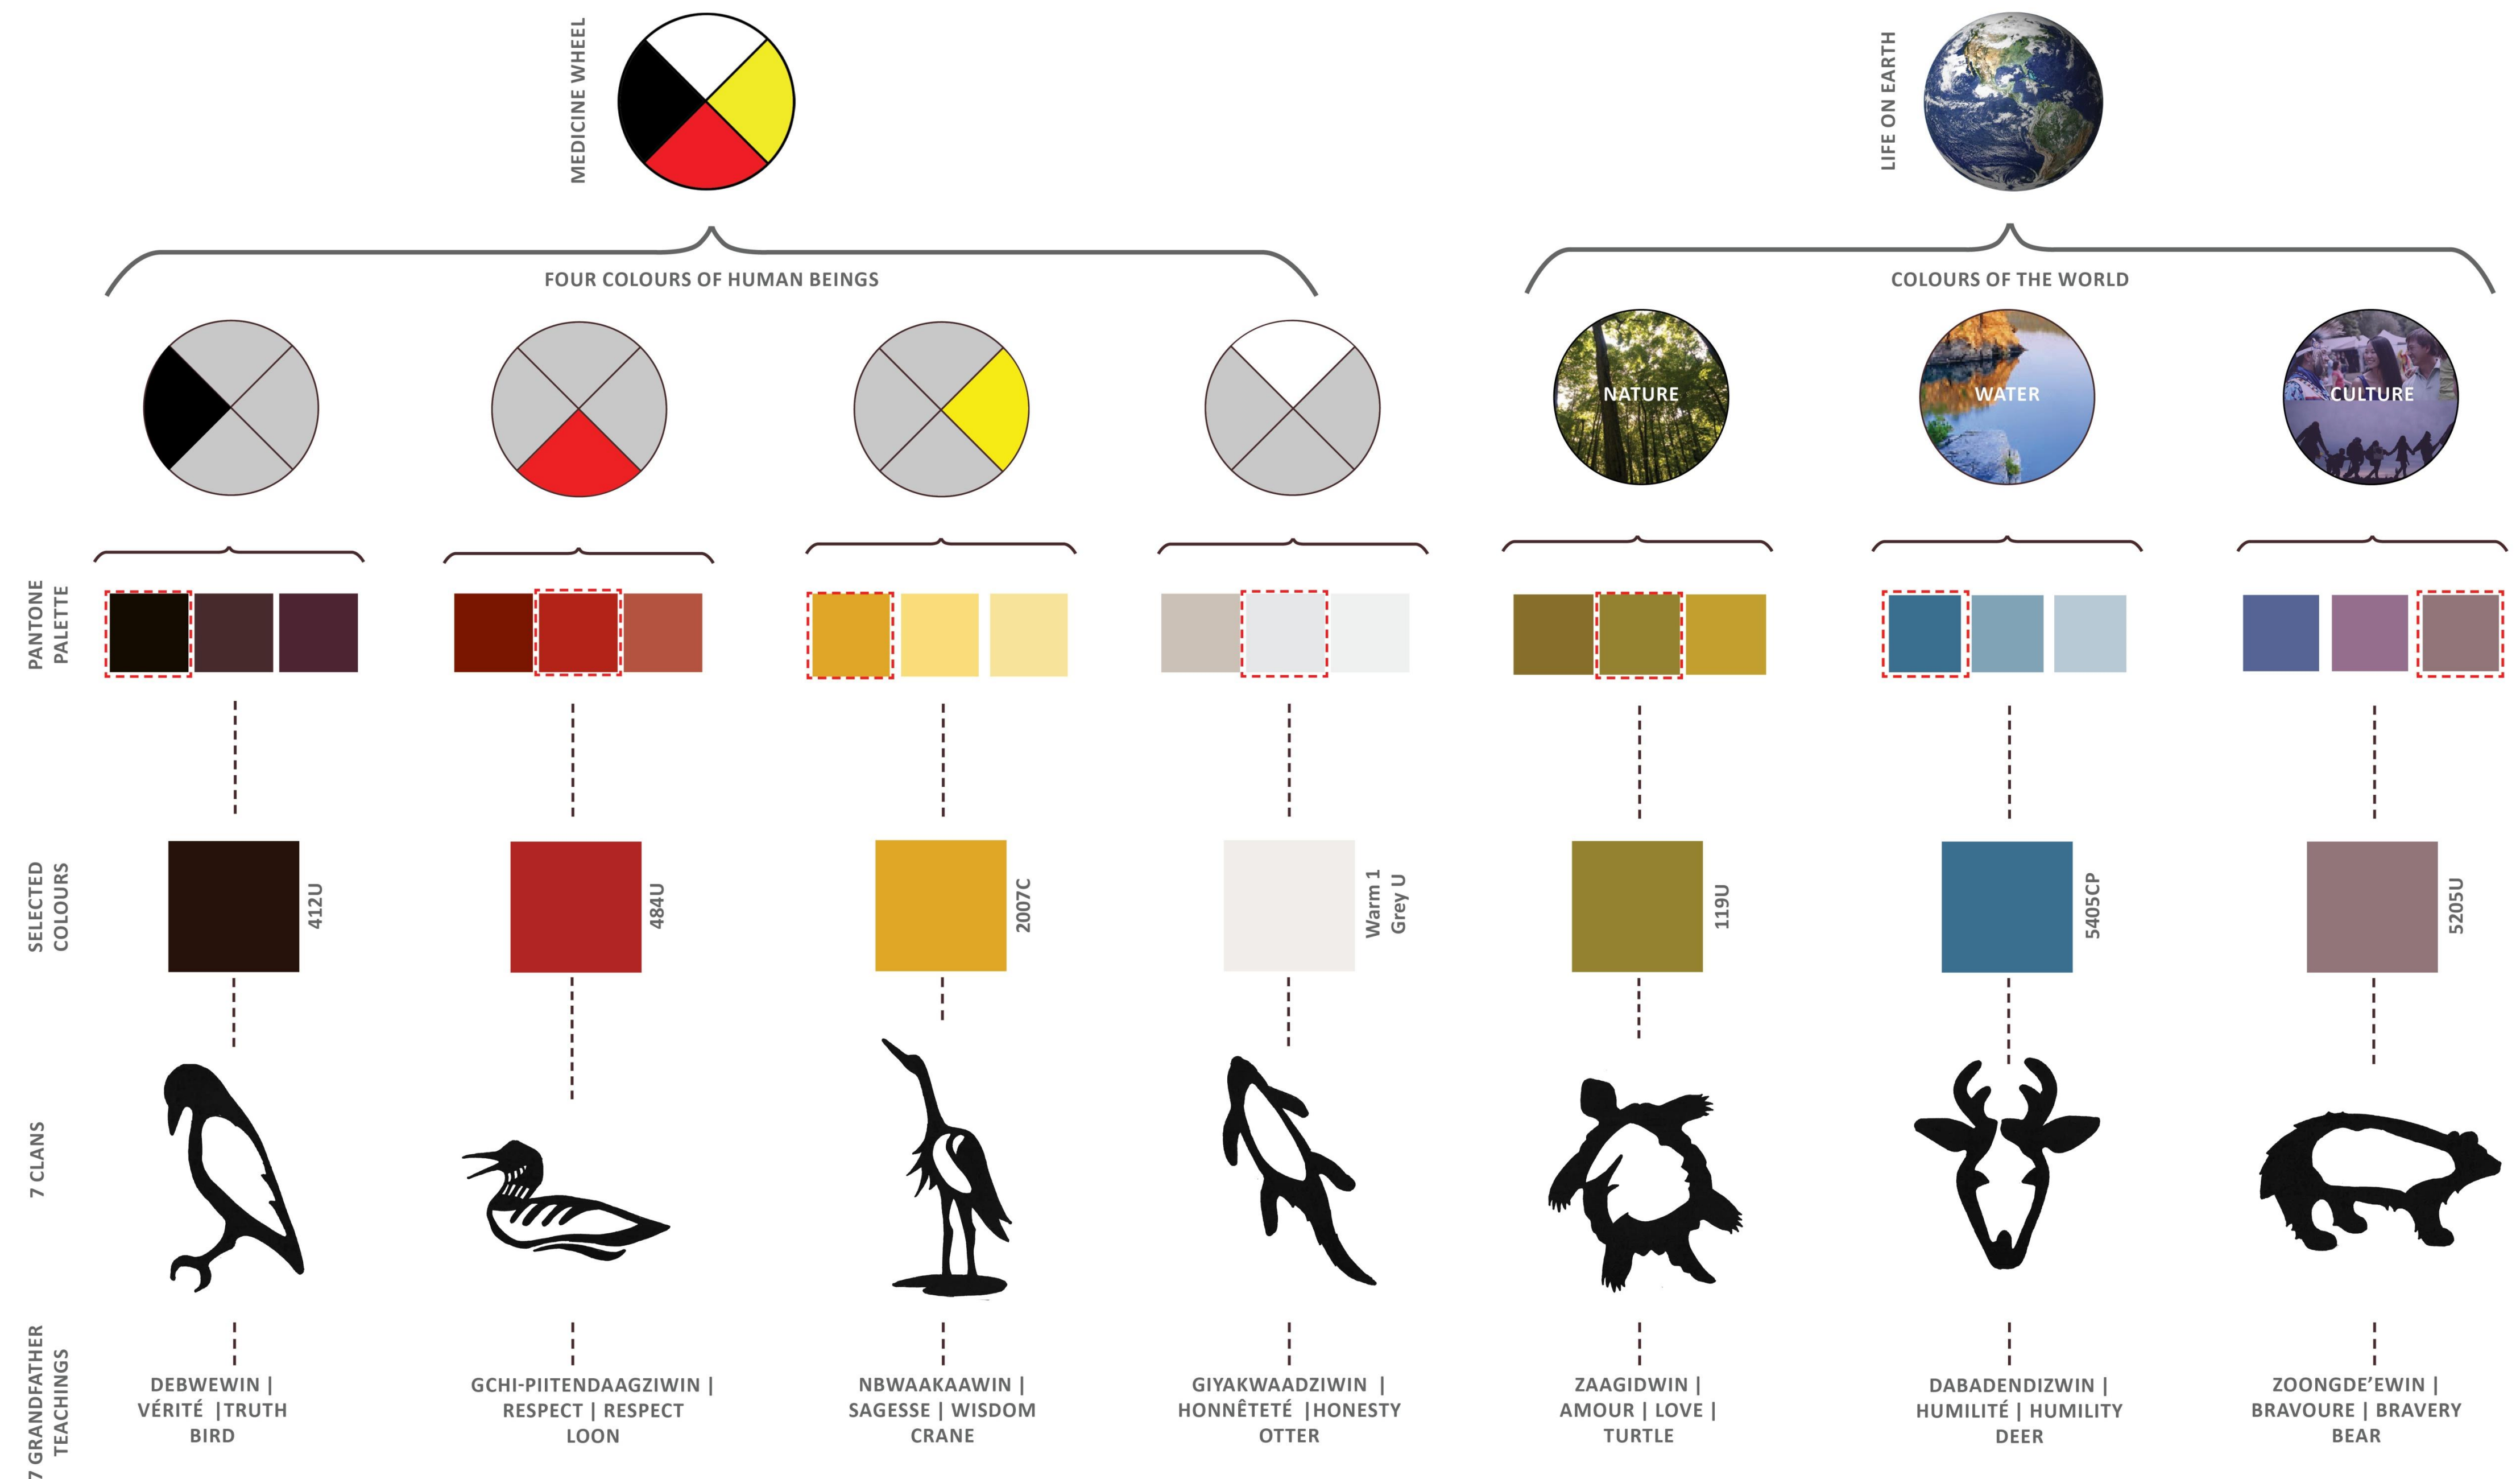 MEDICINE WHEEL
LIFE ON EARTH
FOUR COLOURS OF HUMAN BEINGS
COLOURS OF THE WORLD
NATURE
WATER
CULTURE
PANTONE
PALETTE
SELECTED
COLOURS
412U
484U
2007C
Warm 1
Grey U
119U
5405CP
5205U
7 CLANS
7 GRANDFATHER
TEACHINGS
DEBWEWIN |
VÉRITÉ |TRUTH
BIRD
GCHI-PIITENDAAGZIWIN |
RESPECT | RESPECT
LOON
NBWAAKAAWIN |
SAGESSE | WISDOM
CRANE
GIYAKWAADZIWIN |
HONNÊTETÉ |HONESTY
OTTER
ZAAGIDWIN |
AMOUR | LOVE |
TURTLE
DABADENDIZWIN |
HUMILITÉ | HUMILITY
DEER
ZOONGDE’EWIN |
BRAVOURE | BRAVERY
BEAR